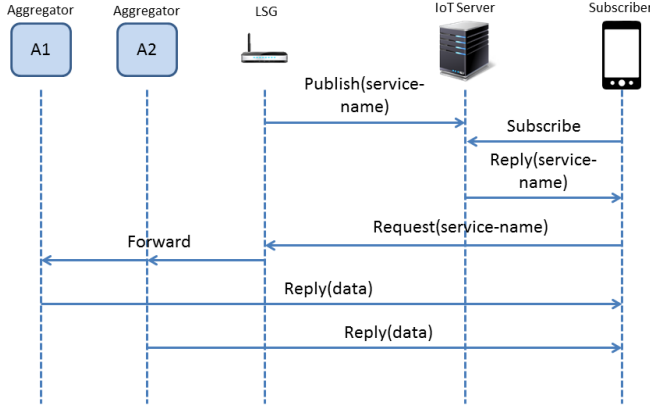 Aggregator
Aggregator
LSG
IoT Server
Subscriber
A1
A2
Publish(service-
name)
Subscribe
Reply(service-
name)
Request(service-name)
Forward
Reply(data)
Reply(data)